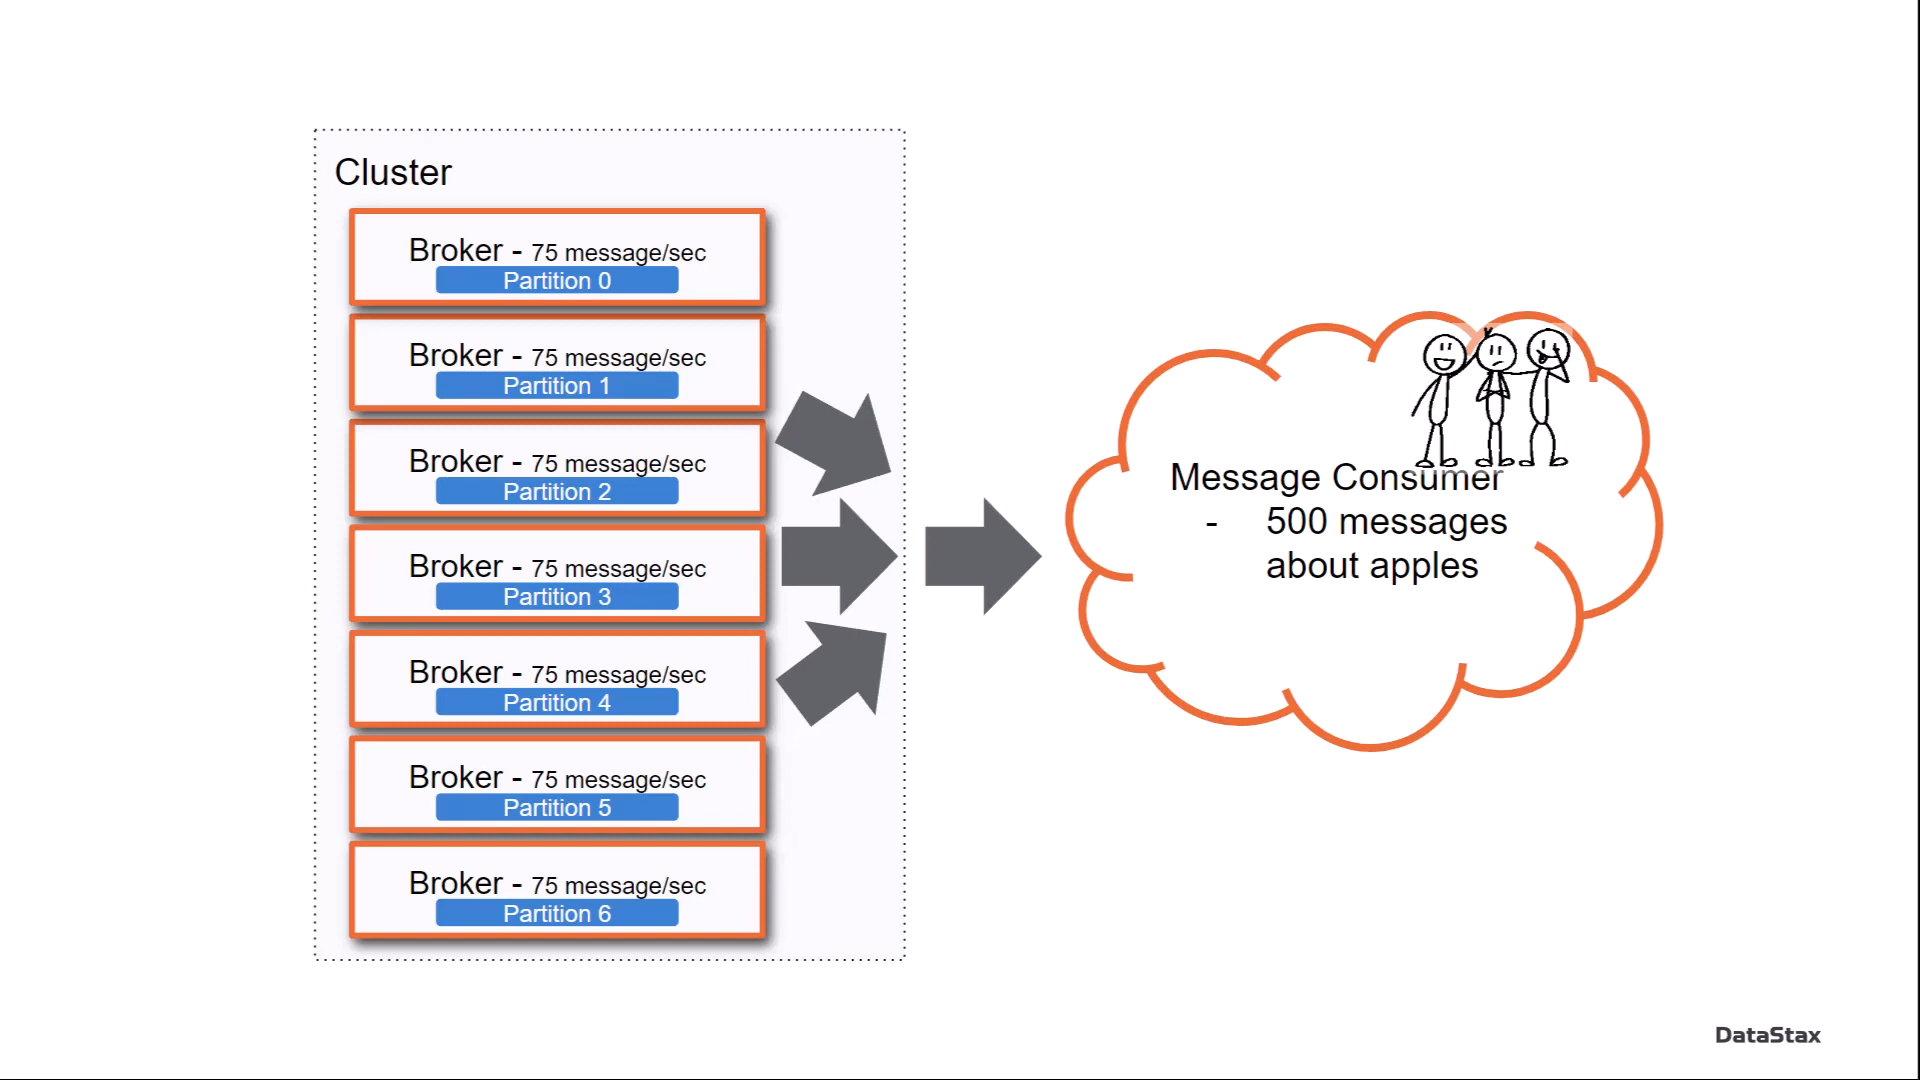 Cluster
Broker - 75 message/sec
Partition 0
Broker - 75 message/sec
Partition 1
Broker - 75 message/sec
Partition 2
Broker - 75 message/sec
Partition 3
Broker - 75 message/sec
Partition 4
Broker - 75 message/sec
Partition 5
Broker - 75 message/sec
Partition 6
Message Consumer
- 500 messages
about apples
DataStax